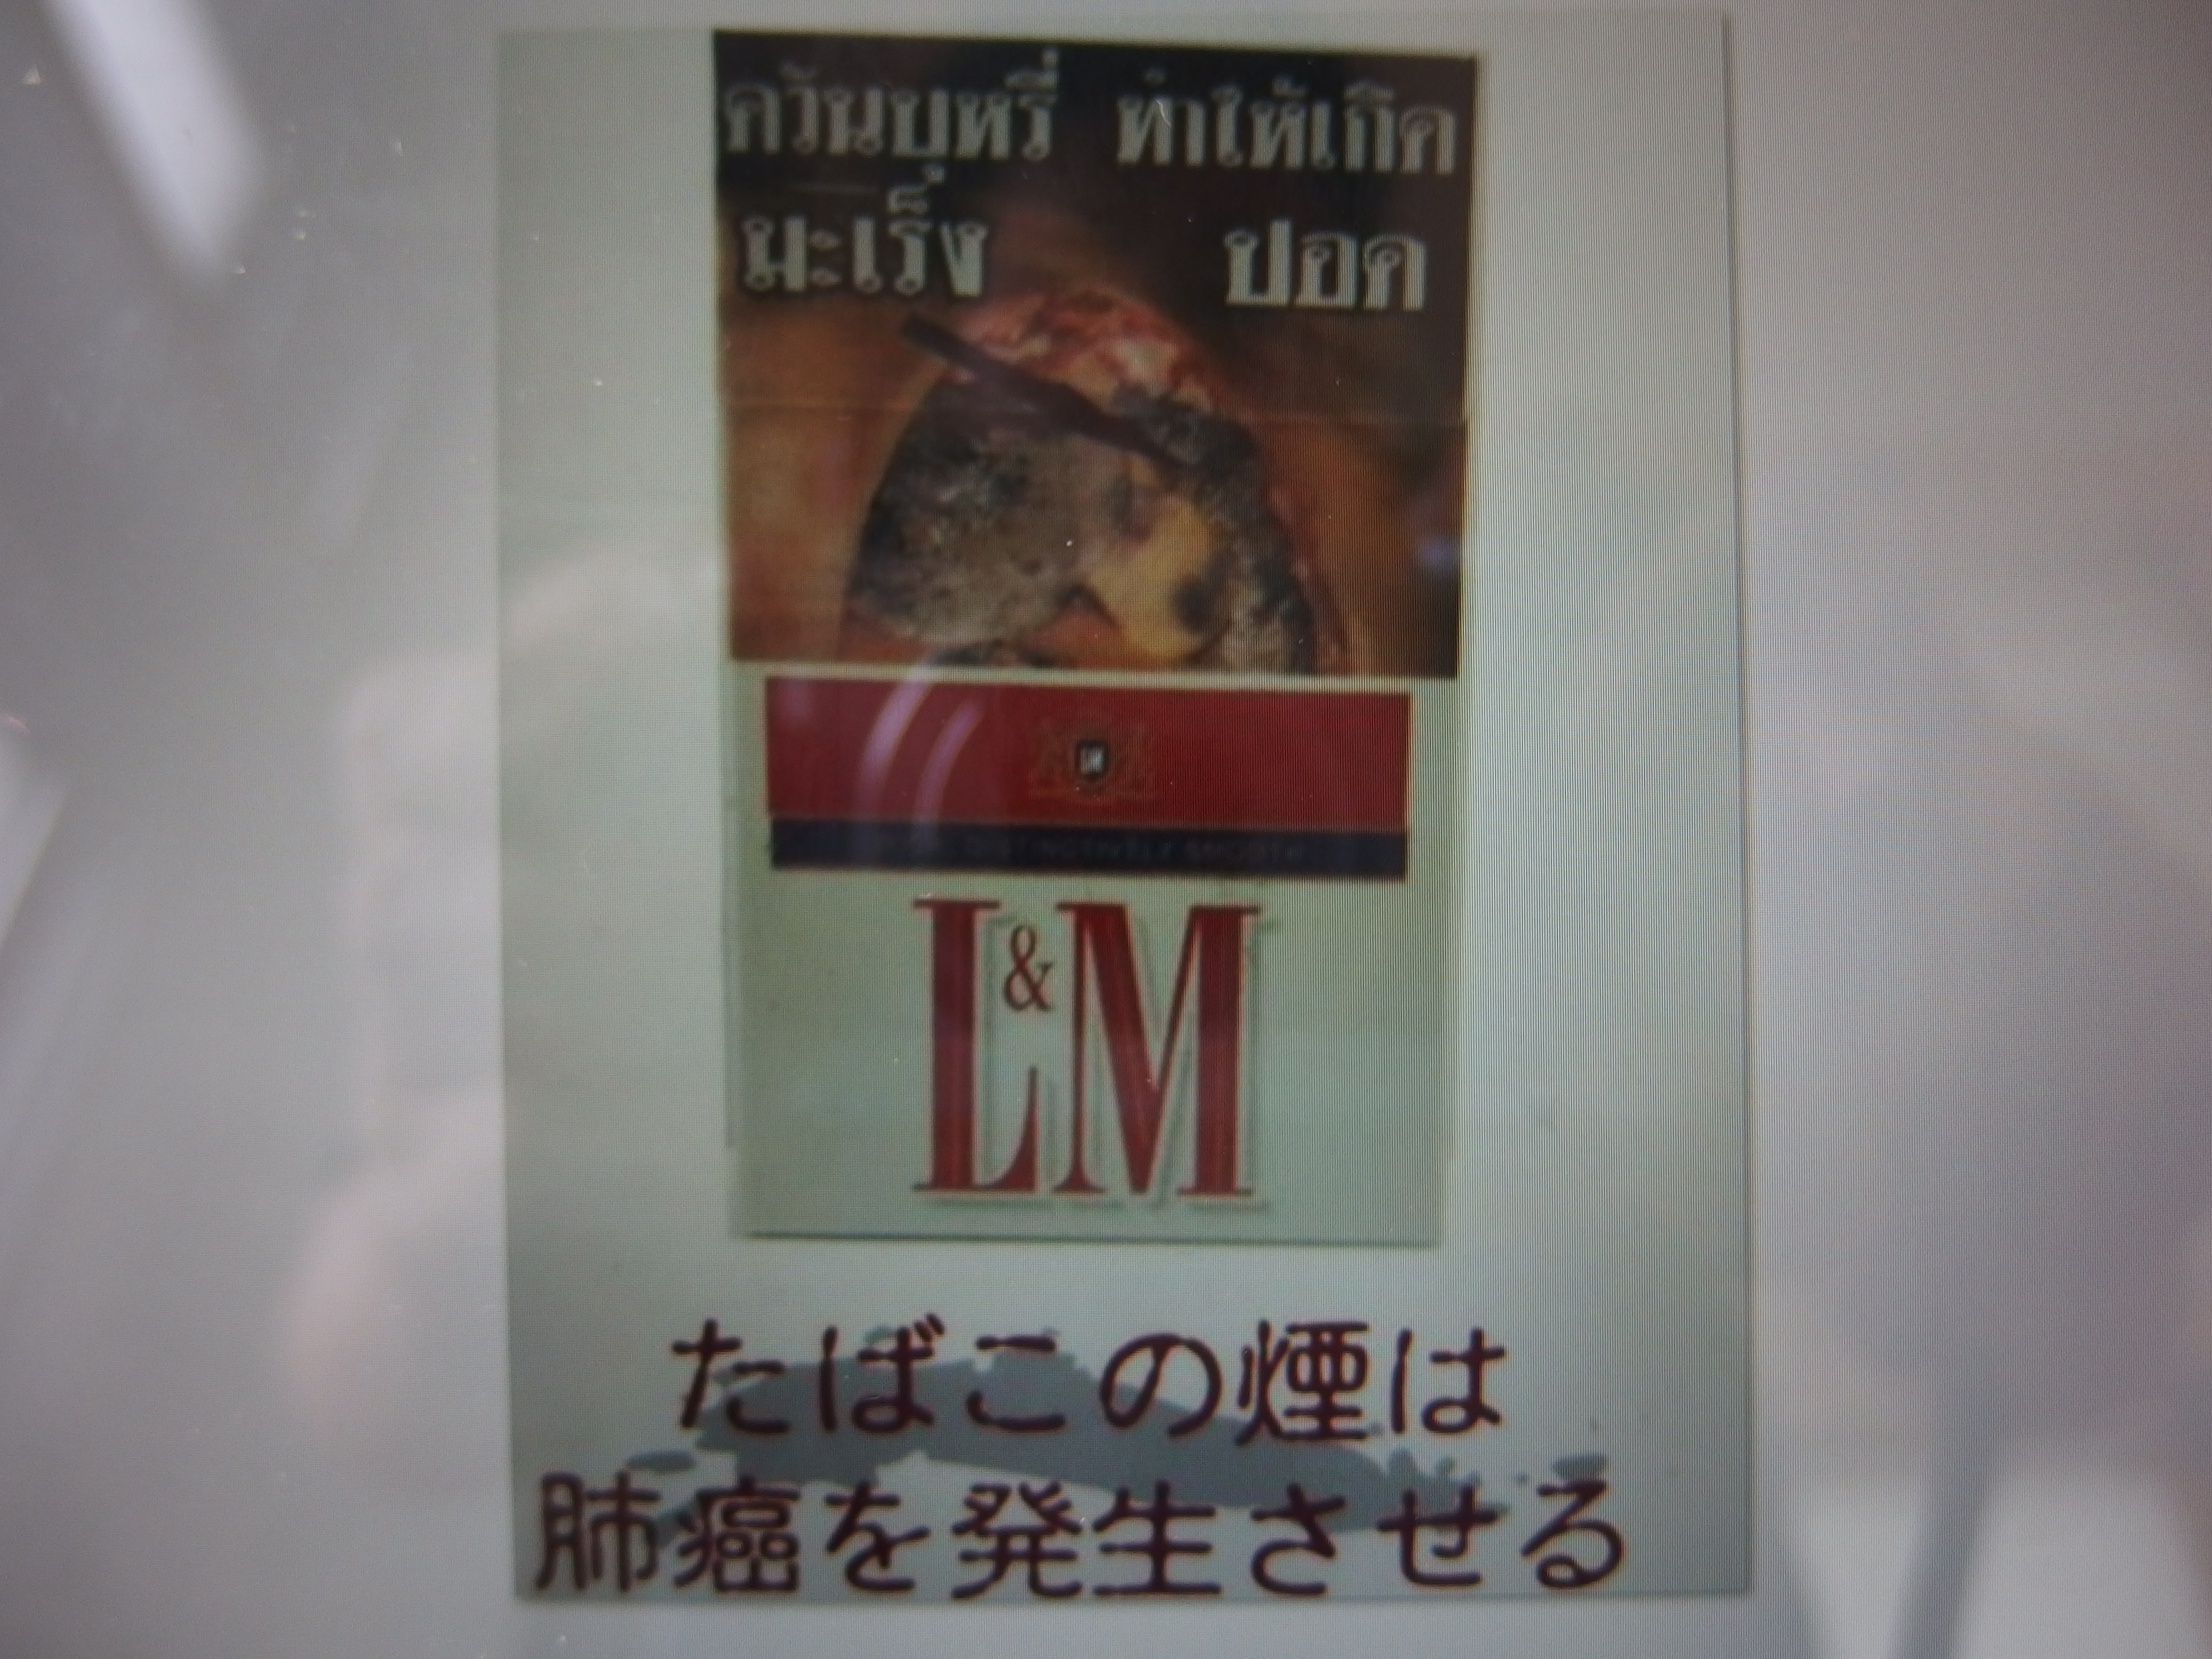 ควันบุหรี่ ทำให้เกิด
มะเร็ง ปอด
L&M
L&M
たばこの煙は
肺癌を発生させる